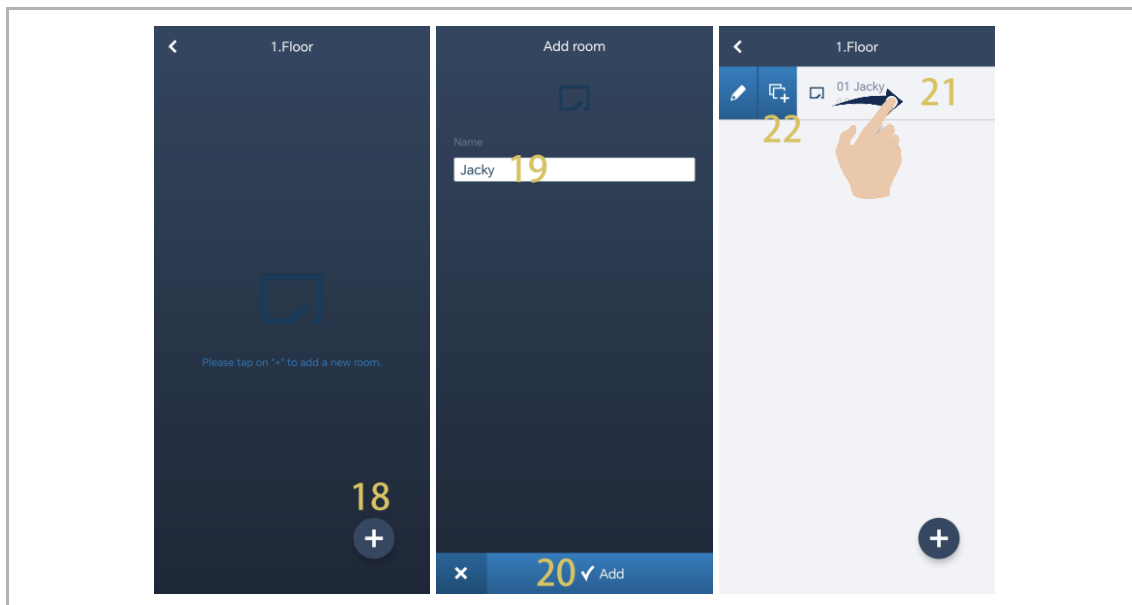 1.Floor
Please tap on "+" to add a new room.
18
Add room
Name
Jacky 19
20 Add
1.Floor
01 Jacky 21
22